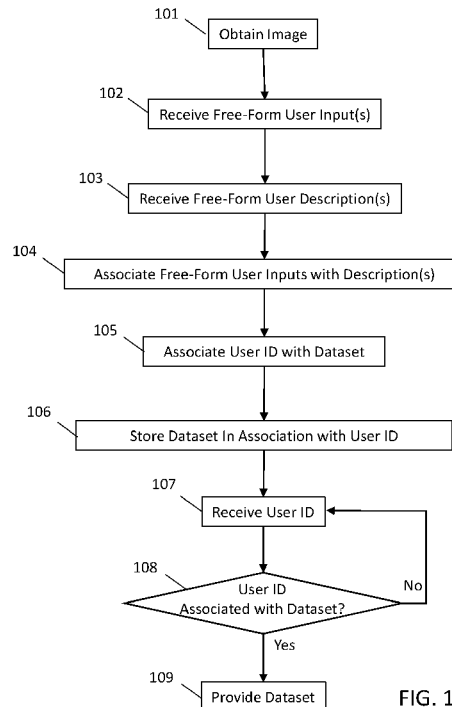 101
Obtain Image
102
Receive Free-Form User Input(s)
103
Receive Free-Form User Description(s)
104
Associate Free-Form User Inputs with Description(s)
105
Associate User ID with Dataset
106
Store Dataset In Association with User ID
107
Receive User ID
108
User ID
Associated with Dataset?
No
Yes
109
Provide Dataset
FIG. 1